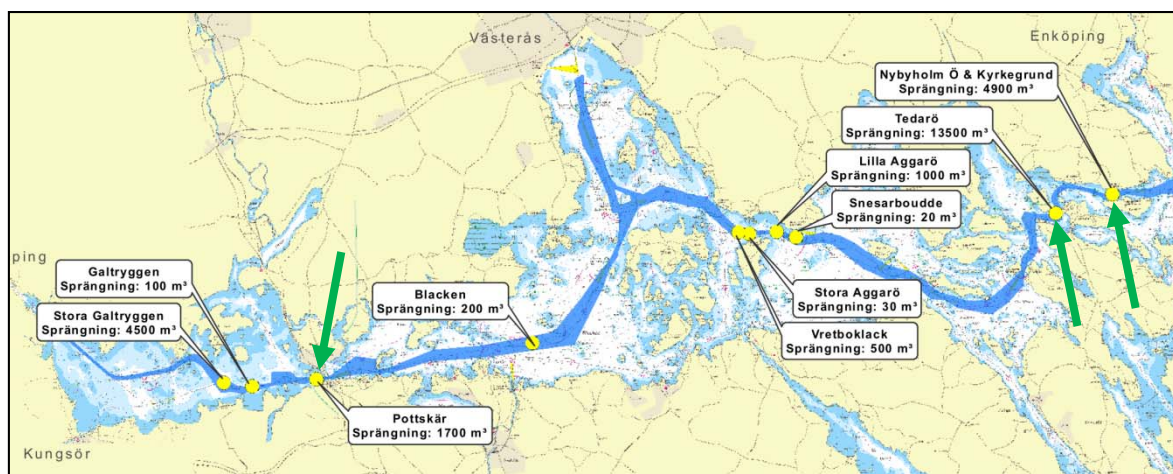 Västerås
Enköping
Nybyholm Ö & Kyrkegrund
Sprängning: 4900 m³
Tedarö
Sprängning: 13500 m³
Lilla Aggarö
Sprängning: 1000 m³
Snesarboudde
Sprängning: 20 m³
ping
Galtryggen
Sprängning: 100 m³
Stora Galtryggen
Sprängning: 4500 m³
Blacken
Sprängning: 200 m³
Stora Aggarö
Sprängning: 30 m³
Vretboklack
Sprängning: 500 m³
Pottskär
Sprängning: 1700 m³
Kungsör